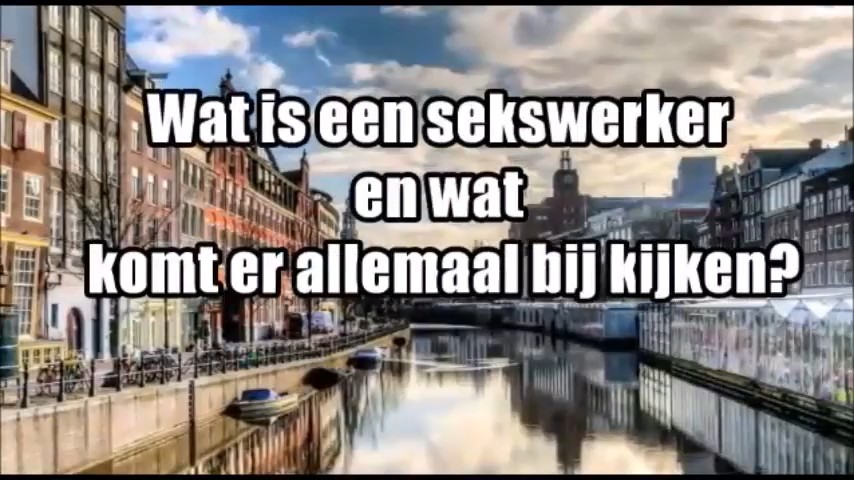 Wat is een sekswerker
en wat
komt er allemaal bij kijken?